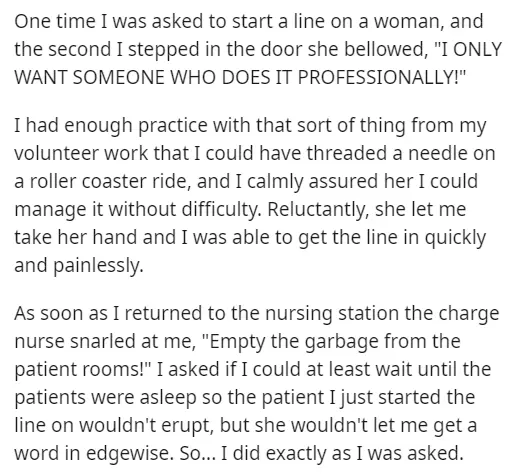 One time I was asked to start a line on a woman, and
the second I stepped in the door she bellowed, "I ONLY
WANT SOMEONE WHO DOES IT PROFESSIONALLY!"
I had enough practice with that sort of thing from my
volunteer work that I could have threaded a needle on
a roller coaster ride, and I calmly assured her I could
manage it without difficulty. Reluctantly, she let me
take her hand and I was able to get the line in quickly
and painlessly.
As soon as I returned to the nursing station the charge
nurse snarled at me, "Empty the garbage from the
patient rooms!" I asked if I could at least wait until the
patients were asleep so the patient I just started the
line on wouldn't erupt, but she wouldn't let me get a
word in edgewise. So... I did exactly as I was asked.